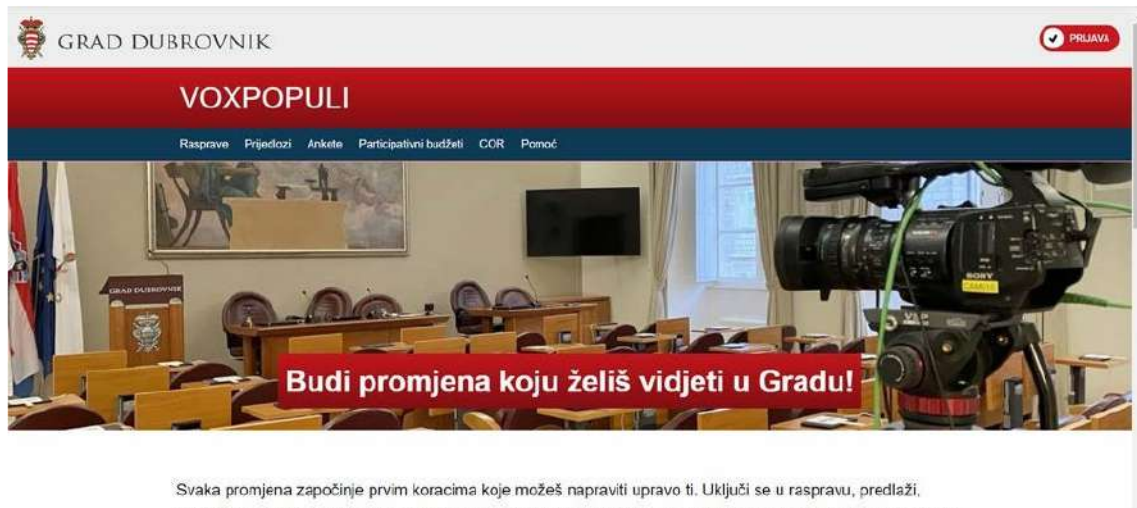 GRAD DUBROVNIK
PRIJAVA
VOXPOPULI
Rasprave Prijedlozi Ankete Participativni budžeti COR Pomoć
GRAD DUBROVNIK
SONY
Budi promjena koju želiš vidjeti u Gradu!
Svaka promjena započinje prvim koracima koje možeš napraviti upravo ti. Uključi se u raspravu, predlaži,